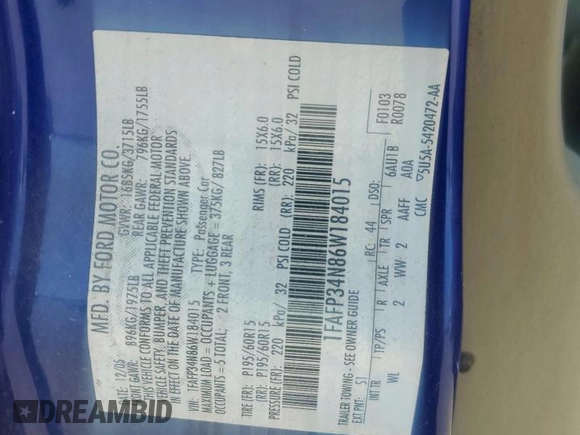 MFD. BY FORD MOTOR CO.
12/05 GVWR: 1685KG/3715LB
FRONT GAWR: 896KG/1975LB REAR GAWR: 796KG/1755LB
THIS VEHICLE CONFORMS TO ALL APPLICABLE FEDERAL MOTOR
VEHICLE SAFETY, BUMPER, AND THEFT PREVENTION STANDARDS
IN EFFECT ON THE DATE OF MANUFACTURE SHOWN ABOVE
1FAFP34N86W184015 TYPE: Passenger Car
MAXIMUM LOAD = OCCUPANTS + LUGGAGE = 375KG/ 827LB
OCCUPANTS = 5 TOTAL; 2 FRONT, 3 REAR
TIRE (FR): P195/60R15 RIMS (FR): 15X6.0
(RR): P195/60R15 (RR): 15X6.0
PRESSURE (FR): 220 kPa/ 32 PSI COLD (RR): 220 kPa/ 32 PSI COLD
1FAFP34N86W184015
TRAILER TOWING - SEE OWNER GUIDE
EXT PNT: S1 RC: 44 DSO: F0103
R0078
INT TR TP/PS R AXLE TR SPR 6AU18
WL 2 WW 2 AAFF A0A
CMC ▽5U5A-5420472-AA
DREAMBID